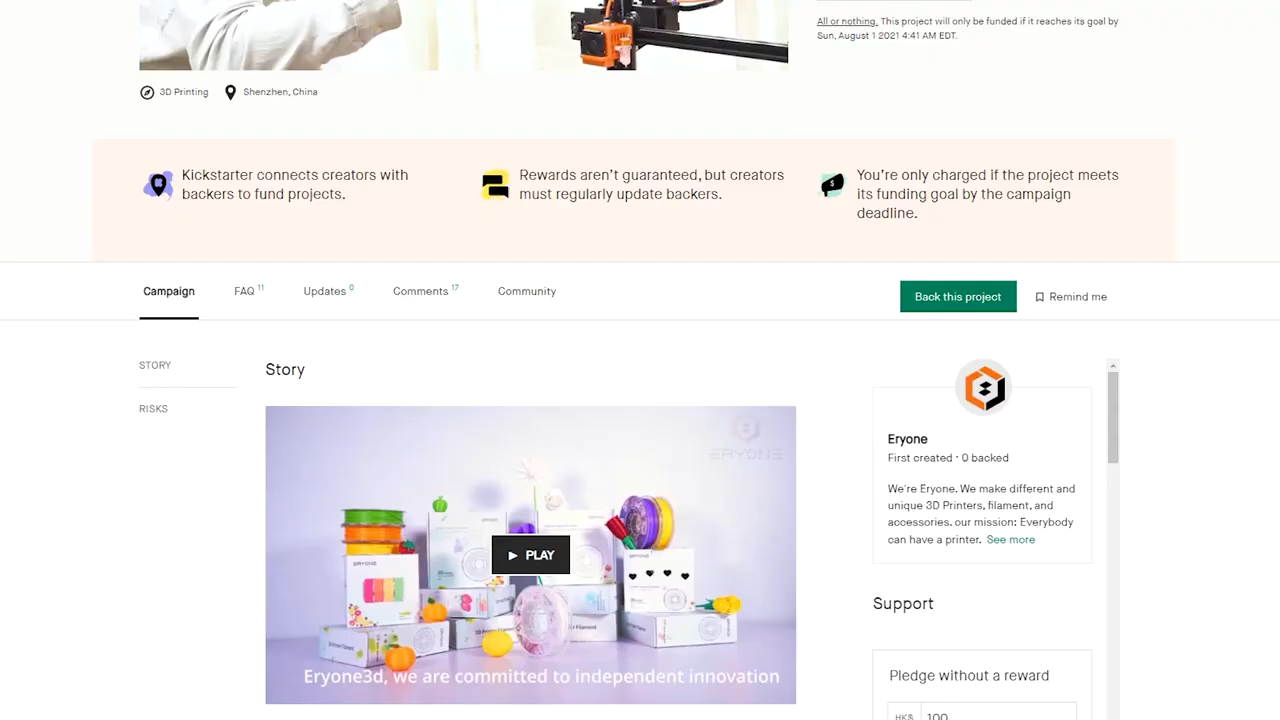 All or nothing. This project will only be funded if it reaches its goal by
Sun, August 1 2021 4:41 AM EDT.
3D Printing
Shenzhen, China
Kickstarter connects creators with
backers to fund projects.
Rewards aren't guaranteed, but creators
must regularly update backers.
$
You're only charged if the project meets
its funding goal by the campaign
deadline.
Campaign
FAQ 11
Updates 0
Comments 17
Community
Back this project
Remind me
STORY
RISKS
Story
ERYONE
ERYONE
PLAY
Eryone3d, we are committed to independent innovation
Eryone
First created · 0 backed
We're Eryone. We make different and
unique 3D Printers, filament, and
accessories. our mission: Everybody
can have a printer. See more
Support
Pledge without a reward
HK$ 100